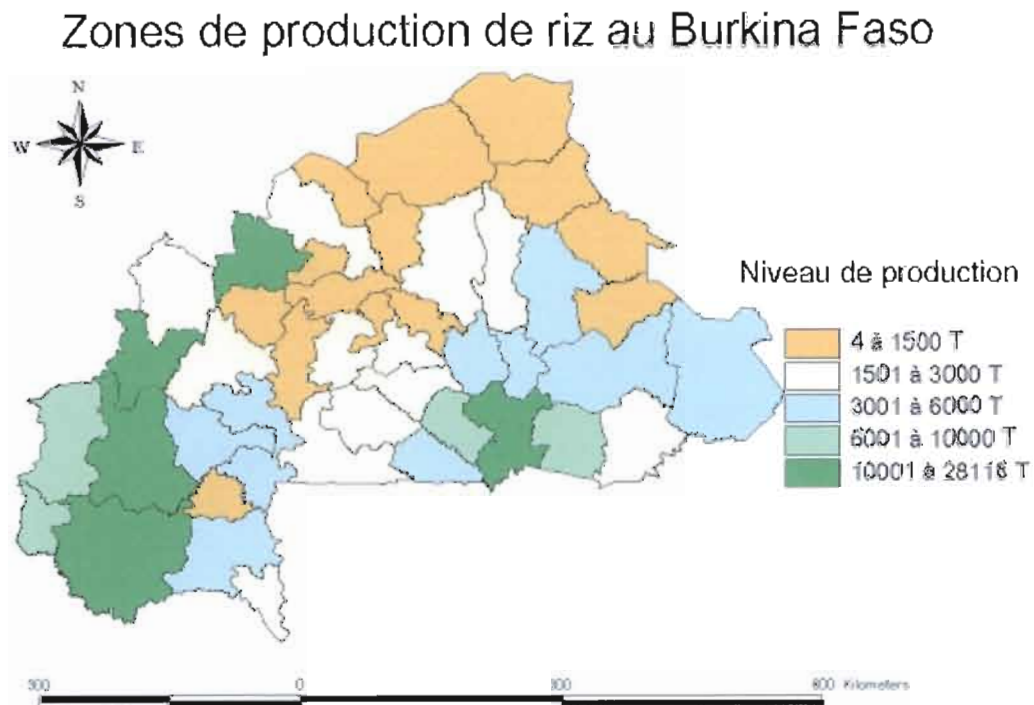 Zones de production de riz au Burkina Faso
N
W E
S
Niveau de production
4 à 1500 T
1501 à 3000 T
3001 à 6000 T
6001 à 10000 T
10001 à 28116 T
300 0 300 600 Kilometers